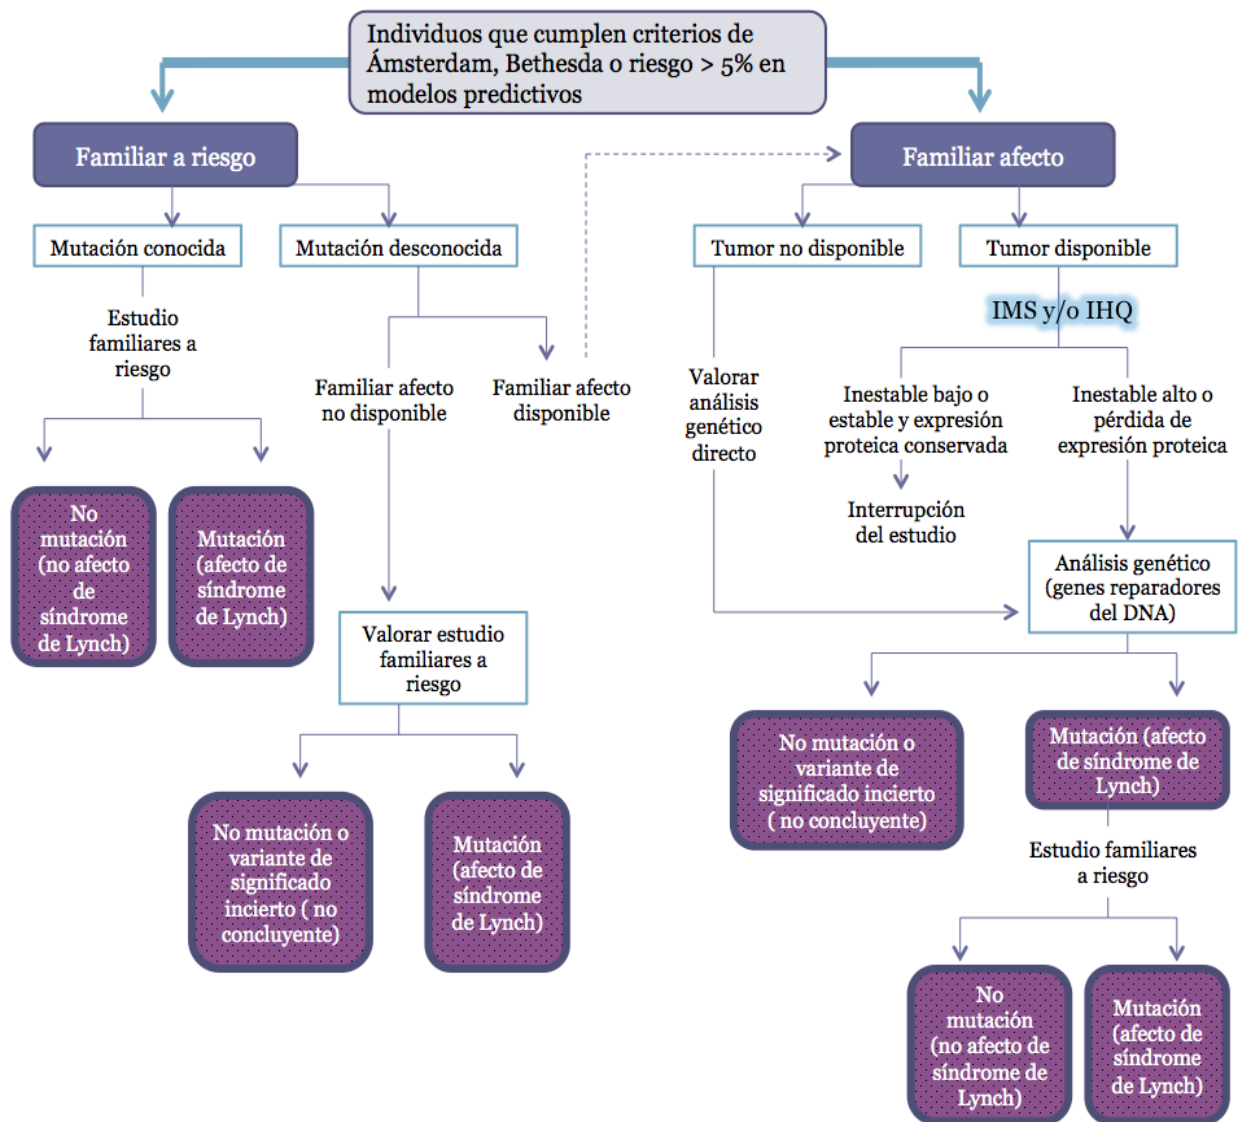 Individuos que cumplen criterios de
Ámsterdam, Bethesda o riesgo > 5% en
modelos predictivos
Familiar a riesgo
Familiar afecto
Mutación conocida
Mutación desconocida
Tumor no disponible
Tumor disponible
Estudio
familiares a
riesgo
IMS y/o IHQ
Familiar afecto
no disponible
Familiar afecto
disponible
Valorar
análisis
genético
directo
Inestable bajo o
estable y expresión
proteica conservada
Inestable alto o
pérdida de
expresión proteica
Interrupción
del estudio
No
mutación
(no afecto
de
síndrome
de Lynch)
Mutación
(afecto de
síndrome
de Lynch)
Análisis genético
(genes reparadores
del DNA)
Valorar estudio
familiares a
riesgo
No mutación o
variante de
significado
incierto ( no
concluyente)
Mutación
(afecto de
síndrome
de Lynch)
No mutación o
variante de
significado incierto
( no concluyente)
Mutación (afecto
de síndrome de
Lynch)
Estudio familiares
a riesgo
No
mutación
(no afecto de
síndrome de
Lynch)
Mutación
(afecto de
síndrome
de Lynch)